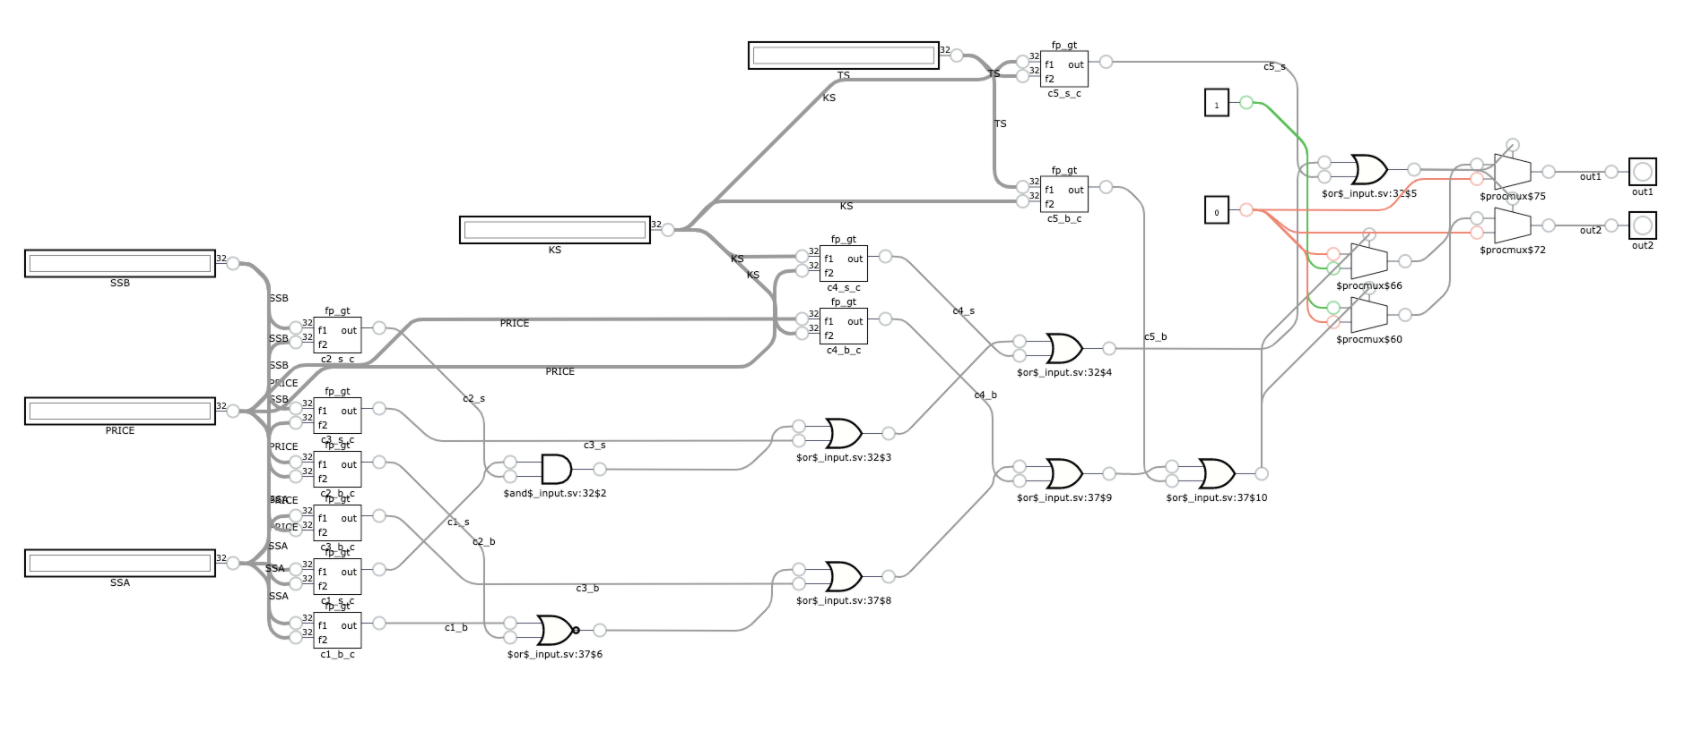 32
TS
fp_gt
32
32
f1 out
f2
c5_s_c
TS
KS
TS
c5_s
1
0
fp_gt
32
32
f1 out
f2
c5_b_c
KS
32
KS
KS
KS
fp_gt
32
32
f1 out
f2
c4_s_c
fp_gt
32
32
f1 out
f2
c4_b_c
$or$_input.sv:32$5
$procmux$75
out1
out1
$procmux$72
out2
out2
$procmux$66
$procmux$60
32
SSB
SSB
SSB
SSB
SSB
fp_gt
32
32
f1 out
f2
c2_s_c
PRICE
PRICE
c4_s
c4_b
c5_b
$or$_input.sv:32$4
32
PRICE
PRICE
PRICE
fp_gt
32
32
f1 out
f2
c3_s_c
c2_s
c3_s
$or$_input.sv:32$3
fp_gt
32
32
f1 out
f2
c2_b_c
$and$_input.sv:32$2
$or$_input.sv:37$9
$or$_input.sv:37$10
PRICE
PRICE
fp_gt
32
32
f1 out
f2
c3_b_c
c1_s
c2_b
32
SSA
SSA
SSA
SSA
SSA
fp_gt
32
32
f1 out
f2
c1_s_c
c3_b
$or$_input.sv:37$8
fp_gt
32
32
f1 out
f2
c1_b_c
c1_b
$or$_input.sv:37$6